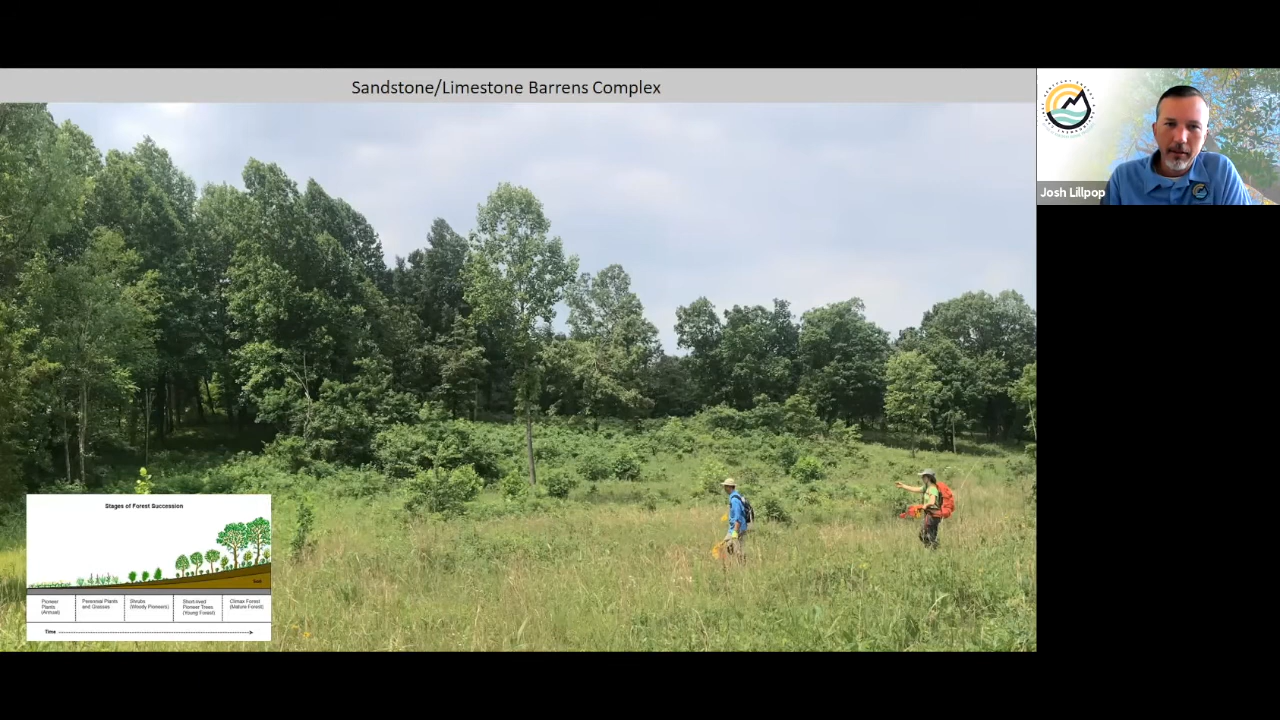 Sandstone/Limestone Barrens Complex
Josh Lillpop
Stages of Forest Succession
Soil
Pioneer
Plants
(Annual)
Perennial Plants
and Grasses
Shrubs
(Woody Pioneers)
Short-lived
Pioneer Trees
(Young Forest)
Climax Forest
(Mature Forest)
Time